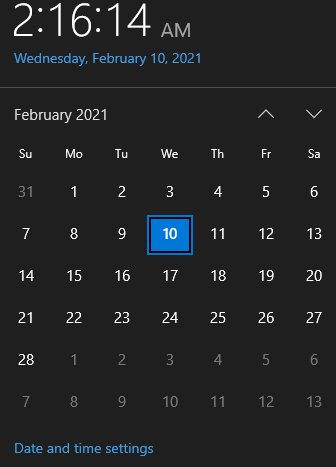 2:16:14 AM
Wednesday, February 10, 2021
February 2021
Su Mo Tu We Th Fr Sa
31 1 2 3 4 5 6
7 8 9 10 11 12 13
14 15 16 17 18 19 20
21 22 23 24 25 26 27
28 1 2 3 4 5 6
7 8 9 10 11 12 13
Date and time settings